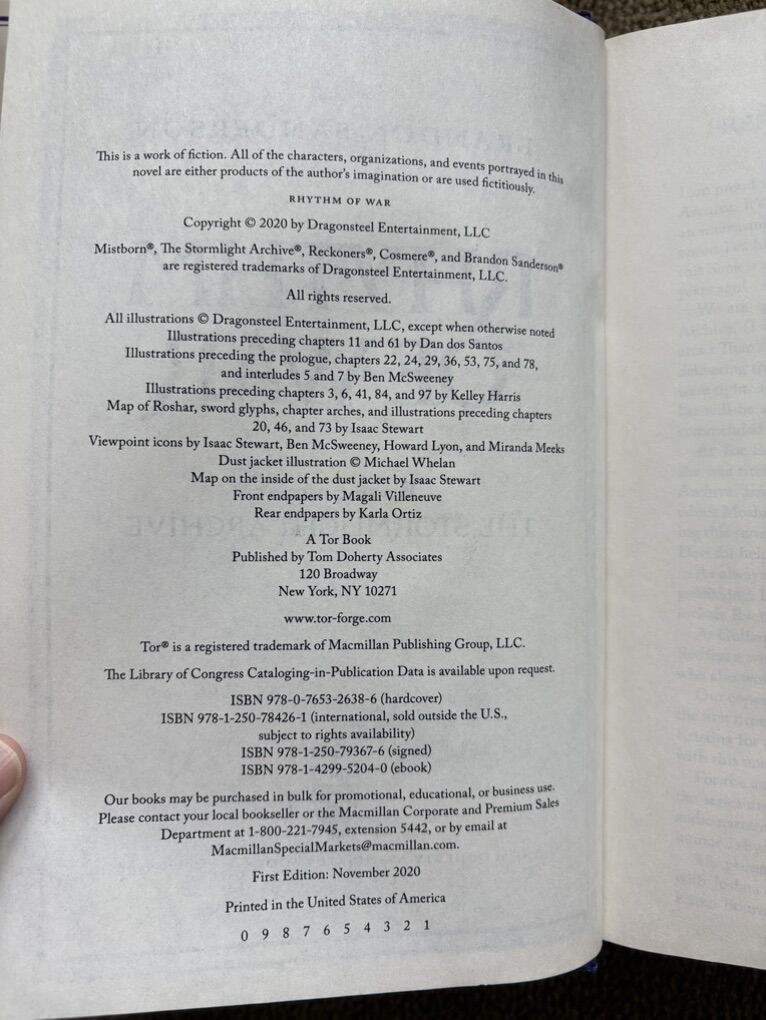 This is a work of fiction. All of the characters, organizations, and events portrayed in this
novel are either products of the author's imagination or are used fictitiously.
RHYTHM OF WAR
Copyright © 2020 by Dragonsteel Entertainment, LLC
Mistborn®, The Stormlight Archive®, Reckoners®, Cosmere®, and Brandon Sanderson®
are registered trademarks of Dragonsteel Entertainment, LLC.
All rights reserved.
All illustrations © Dragonsteel Entertainment, LLC, except when otherwise noted
Illustrations preceding chapters 11 and 61 by Dan dos Santos
Illustrations preceding the prologue, chapters 22, 24, 29, 36, 53, 75, and 78,
and interludes 5 and 7 by Ben McSweeney
Illustrations preceding chapters 3, 6, 41, 84, and 97 by Kelley Harris
Map of Roshar, sword glyphs, chapter arches, and illustrations preceding chapters
20, 46, and 73 by Isaac Stewart
Viewpoint icons by Isaac Stewart, Ben McSweeney, Howard Lyon, and Miranda Meeks
Dust jacket illustration © Michael Whelan
Map on the inside of the dust jacket by Isaac Stewart
Front endpapers by Magali Villeneuve
Rear endpapers by Karla Ortiz
A Tor Book
Published by Tom Doherty Associates
120 Broadway
New York, NY 10271
www.tor-forge.com
Tor® is a registered trademark of Macmillan Publishing Group, LLC.
The Library of Congress Cataloging-in-Publication Data is available upon request.
ISBN 978-0-7653-2638-6 (hardcover)
ISBN 978-1-250-78426-1 (international, sold outside the U.S.,
subject to rights availability)
ISBN 978-1-250-79367-6 (signed)
ISBN 978-1-4299-5204-0 (ebook)
Our books may be purchased in bulk for promotional, educational, or business use.
Please contact your local bookseller or the Macmillan Corporate and Premium Sales
Department at 1-800-221-7945, extension 5442, or by email at
MacmillanSpecialMarkets@macmillan.com.
First Edition: November 2020
Printed in the United States of America
0 9 8 7 6 5 4 3 2 1